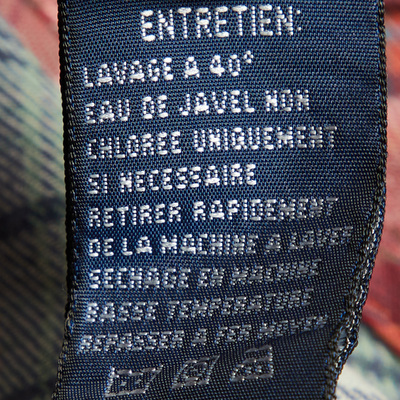 ENTRETIEN:
LAVAGE A 40°
EAU DE JAVEL NON
CHLOREE UNIQUEMENT
SI NECESSAIRE
RETIRER RAPIDEMENT
DE LA MACHINE A LAVER
SECHAGE EN MACHINE
BASSE TEMPERATURE
REPASSER A FER MOYEN